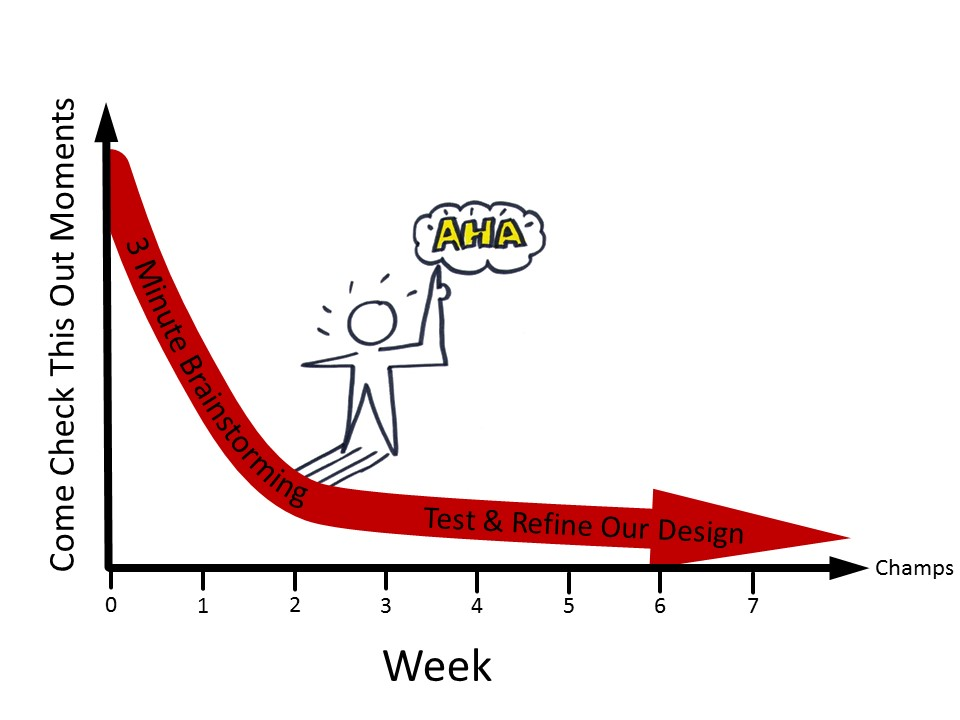 Come Check This Out Moments
AHA
3 Minute Brainstorming
Test & Refine Our Design
Champs
0 1 2 3 4 5 6 7
Week